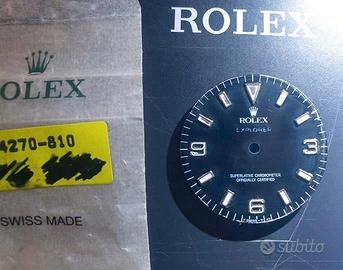 ROLEX
4270-810
SWISS MADE
ROLEX
ROLEX
EXPLORER
3
6
9
SUPERLATIVE CHRONOMETER
OFFICIALLY CERTIFIED
subito